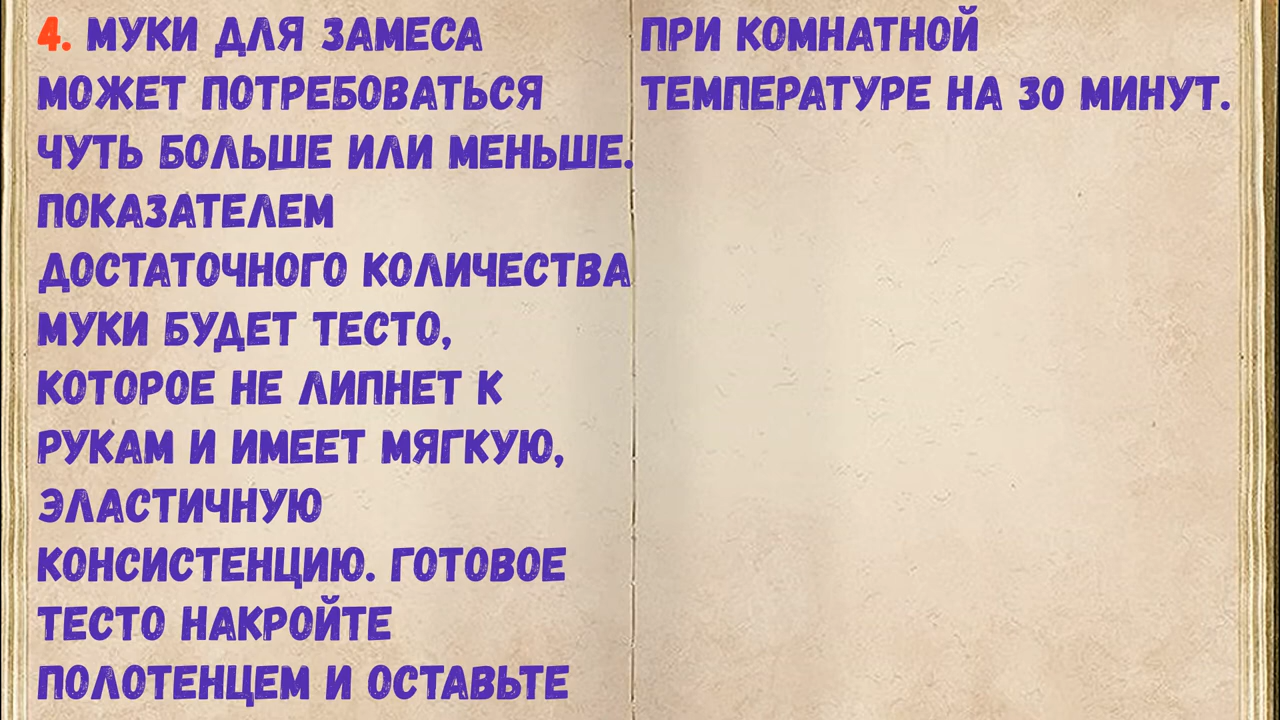 4. МУКИ ДЛЯ ЗАМЕСА
МОЖЕТ ПОТРЕБОВАТЬСЯ
ЧУТЬ БОЛЬШЕ ИЛИ МЕНЬШЕ.
ПОКАЗАТЕЛЕМ
ДОСТАТОЧНОГО КОЛИЧЕСТВА
МУКИ БУДЕТ ТЕСТО,
КОТОРОЕ НЕ ЛИПНЕТ К
РУКАМ И ИМЕЕТ МЯГКУЮ,
ЭЛАСТИЧНУЮ
КОНСИСТЕНЦИЮ. ГОТОВОЕ
ТЕСТО НАКРОЙТЕ
ПОЛОТЕНЦЕМ И ОСТАВЬТЕ
ПРИ КОМНАТНОЙ
ТЕМПЕРАТУРЕ НА 30 МИНУТ.